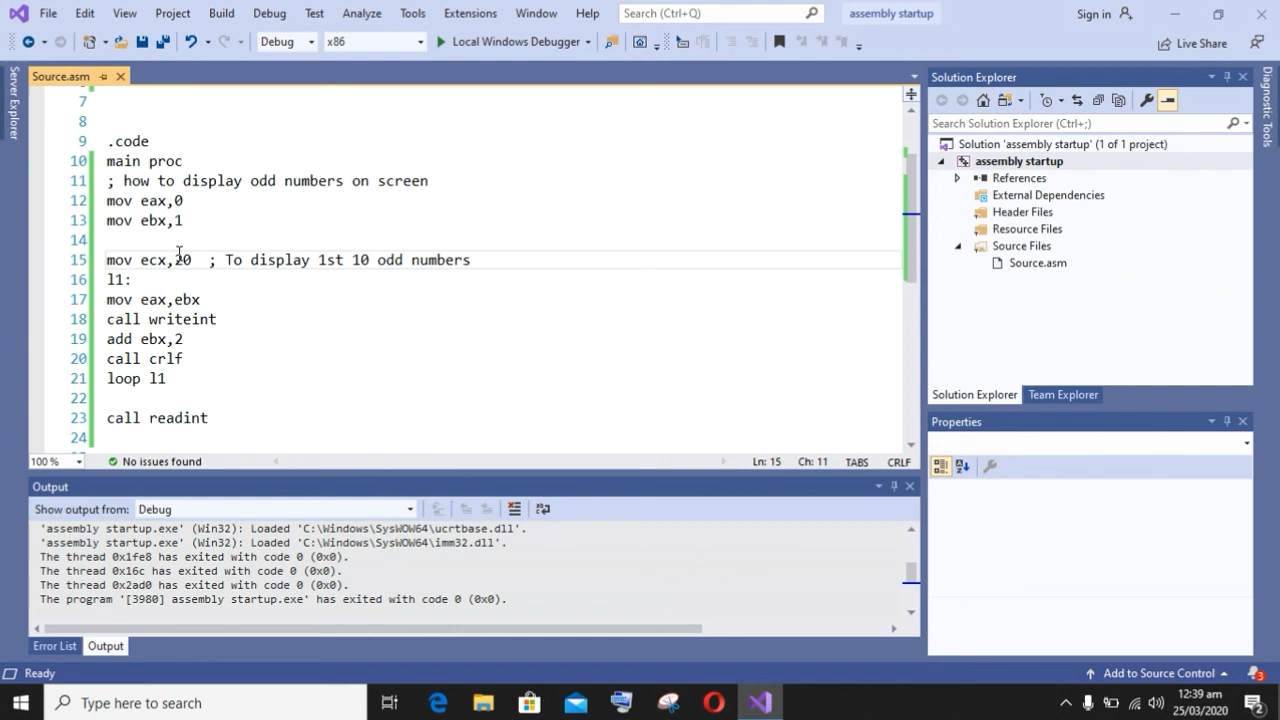 File Edit View Project Build Debug Test Analyze Tools Extensions Window Help Search (Ctrl+;) assembly startup Sign in
Debug x86 Local Windows Debugger Live Share
Server Explorer
Source.asm
7
8
9 .code
10 main proc
11 ; how to display odd numbers on screen
12 mov eax,0
13 mov ebx,1
14
15 mov ecx,20 ; To display 1st 10 odd numbers
16 l1:
17 mov eax,ebx
18 call writeint
19 add ebx,2
20 call crlf
21 loop l1
22
23 call readint
24
100 % No issues found Ln: 15 Ch: 11 TABS CRLF
Output
Show output from: Debug
'assembly startup.exe' (Win32): Loaded 'C:\Windows\SysWOW64\ucrtbase.dll'.
'assembly startup.exe' (Win32): Loaded 'C:\Windows\SysWOW64\imm32.dll'.
The thread 0x1fe8 has exited with code 0 (0x0).
The thread 0x16c has exited with code 0 (0x0).
The thread 0x2ad0 has exited with code 0 (0x0).
The program '[3980] assembly startup.exe' has exited with code 0 (0x0).
Error List Output
Solution Explorer
Search Solution Explorer (Ctrl+;)
Solution 'assembly startup' (1 of 1 project)
assembly startup
References
External Dependencies
Header Files
Resource Files
Source Files
Source.asm
Solution Explorer Team Explorer
Properties
Diagnostic Tools
Ready Add to Source Control 3
Type here to search 12:39 am
25/03/2020 2